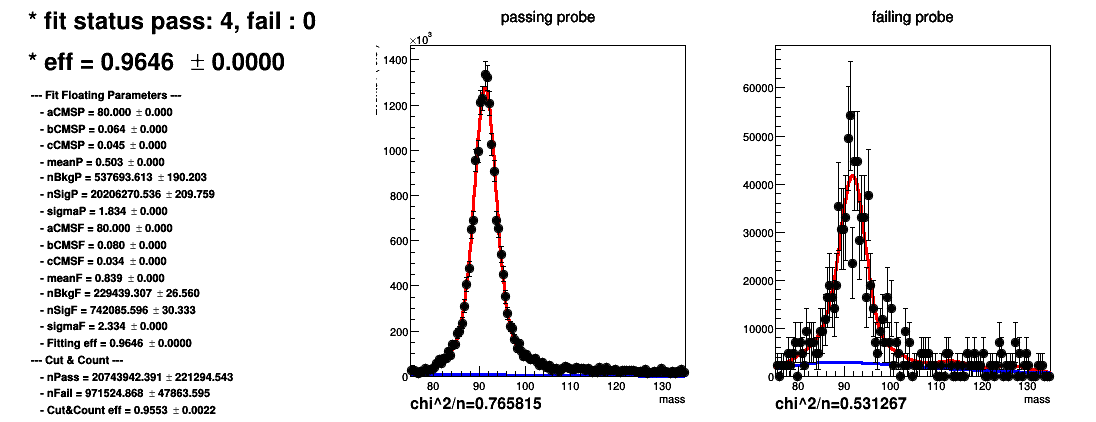 * fit status pass: 4, fail : 0
* eff = 0.9646 ± 0.0000
--- Fit Floating Parameters ---
- aCMSP = 80.000 ± 0.000
- bCMSP = 0.064 ± 0.000
- cCMSP = 0.045 ± 0.000
- meanP = 0.503 ± 0.000
- nBkgP = 537693.613 ± 190.203
- nSigP = 20206270.536 ± 209.759
- sigmaP = 1.834 ± 0.000
- aCMSF = 80.000 ± 0.000
- bCMSF = 0.080 ± 0.000
- cCMSF = 0.034 ± 0.000
- meanF = 0.839 ± 0.000
- nBkgF = 229439.307 ± 26.560
- nSigF = 742085.596 ± 30.333
- sigmaF = 2.334 ± 0.000
- Fitting eff = 0.9646 ± 0.0000
--- Cut & Count ---
- nPass = 20743942.391 ± 221294.543
- nFail = 971524.868 ± 47863.595
- Cut&Count eff = 0.9553 ± 0.0022
passing probe
×10³
1400
1200
1000
800
600
400
200
0
80 90 100 110 120 130
mass
chi^2/n=0.765815
failing probe
60000
50000
40000
30000
20000
10000
0
80 90 100 110 120 130
mass
chi^2/n=0.531267